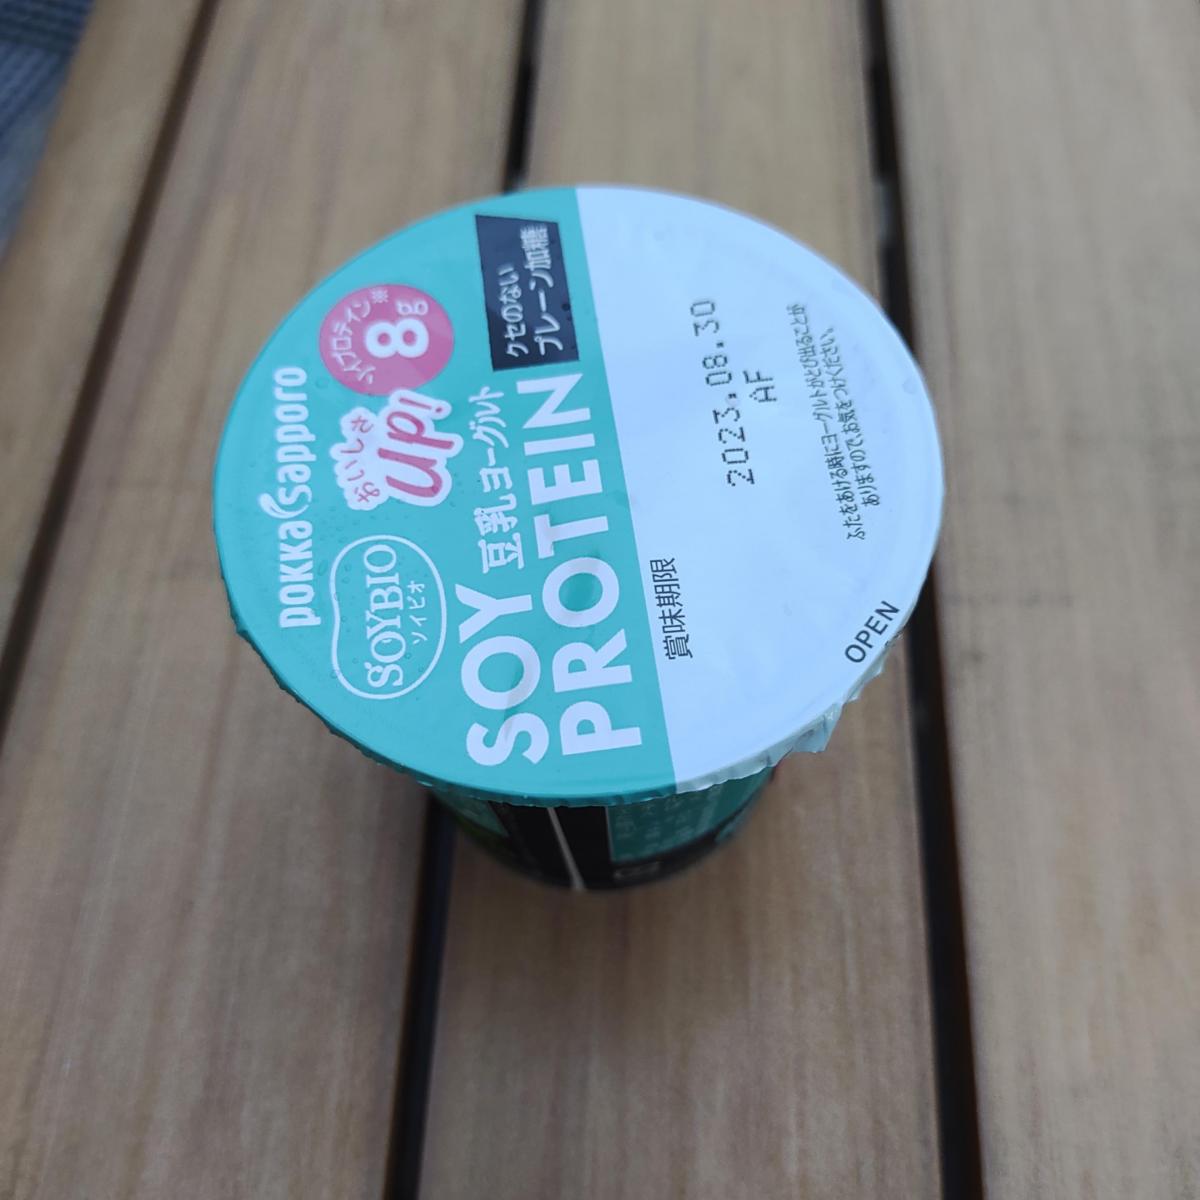 POKKA sapporo
おいしさ
UP!
ソイプロテイン※
8g
SOYBIO
ソイビオ
クセのない
プレーン加糖
SOY 豆乳ヨーグルト
PROTEIN
賞味期限
2023.08.30
AF
ふたをあける時にヨーグルトがとび出ることが
ありますので、お気をつけください。
OPEN